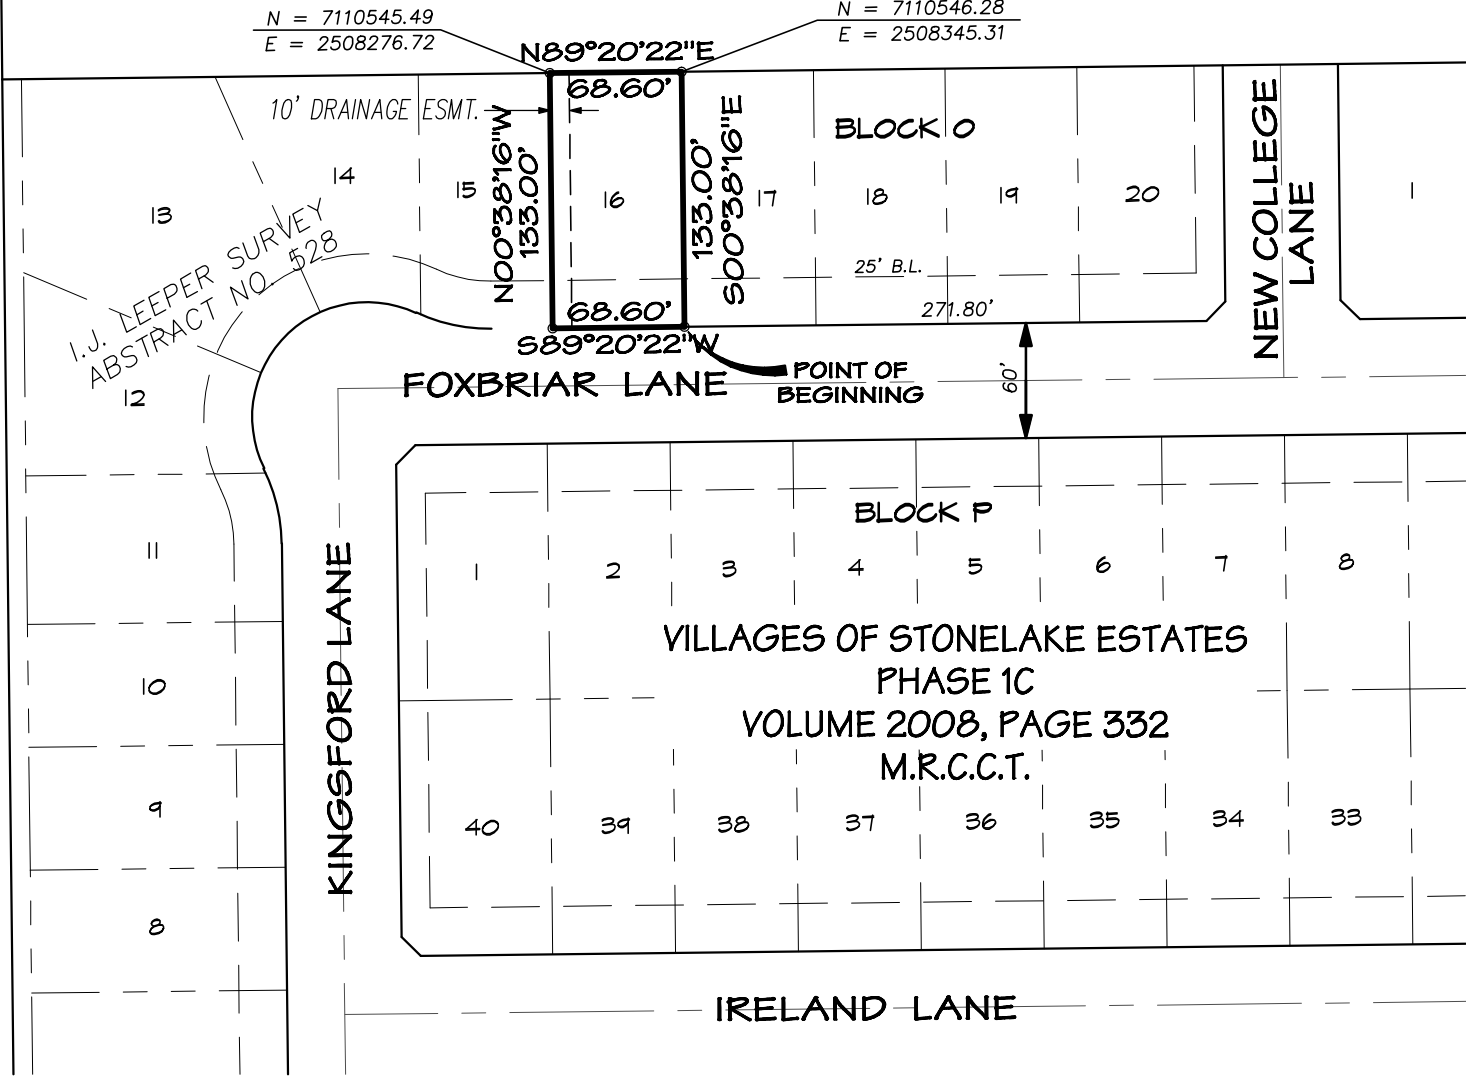 N = 7110545.49
E = 2508276.72
N = 7110546.28
E = 2508345.31
N89°20'22"E
68.60'
10' DRAINAGE ESMT.
N00°38'16"W
133.00'
133.00'
S00°38'16"E
BLOCK O
13
14
15
16
17
18
19
20
1
NEW COLLEGE
LANE
I.J. LEEPER SURVEY
ABSTRACT NO. 528
25' B.L.
271.80'
68.60'
S89°20'22"W
POINT OF
BEGINNING
FOXBRIAR LANE
60'
12
11
10
9
8
KINGSFORD LANE
BLOCK P
1
2
3
4
5
6
7
8
VILLAGES OF STONELAKE ESTATES
PHASE 1C
VOLUME 2008, PAGE 332
M.R.C.C.T.
40
39
38
37
36
35
34
33
IRELAND LANE